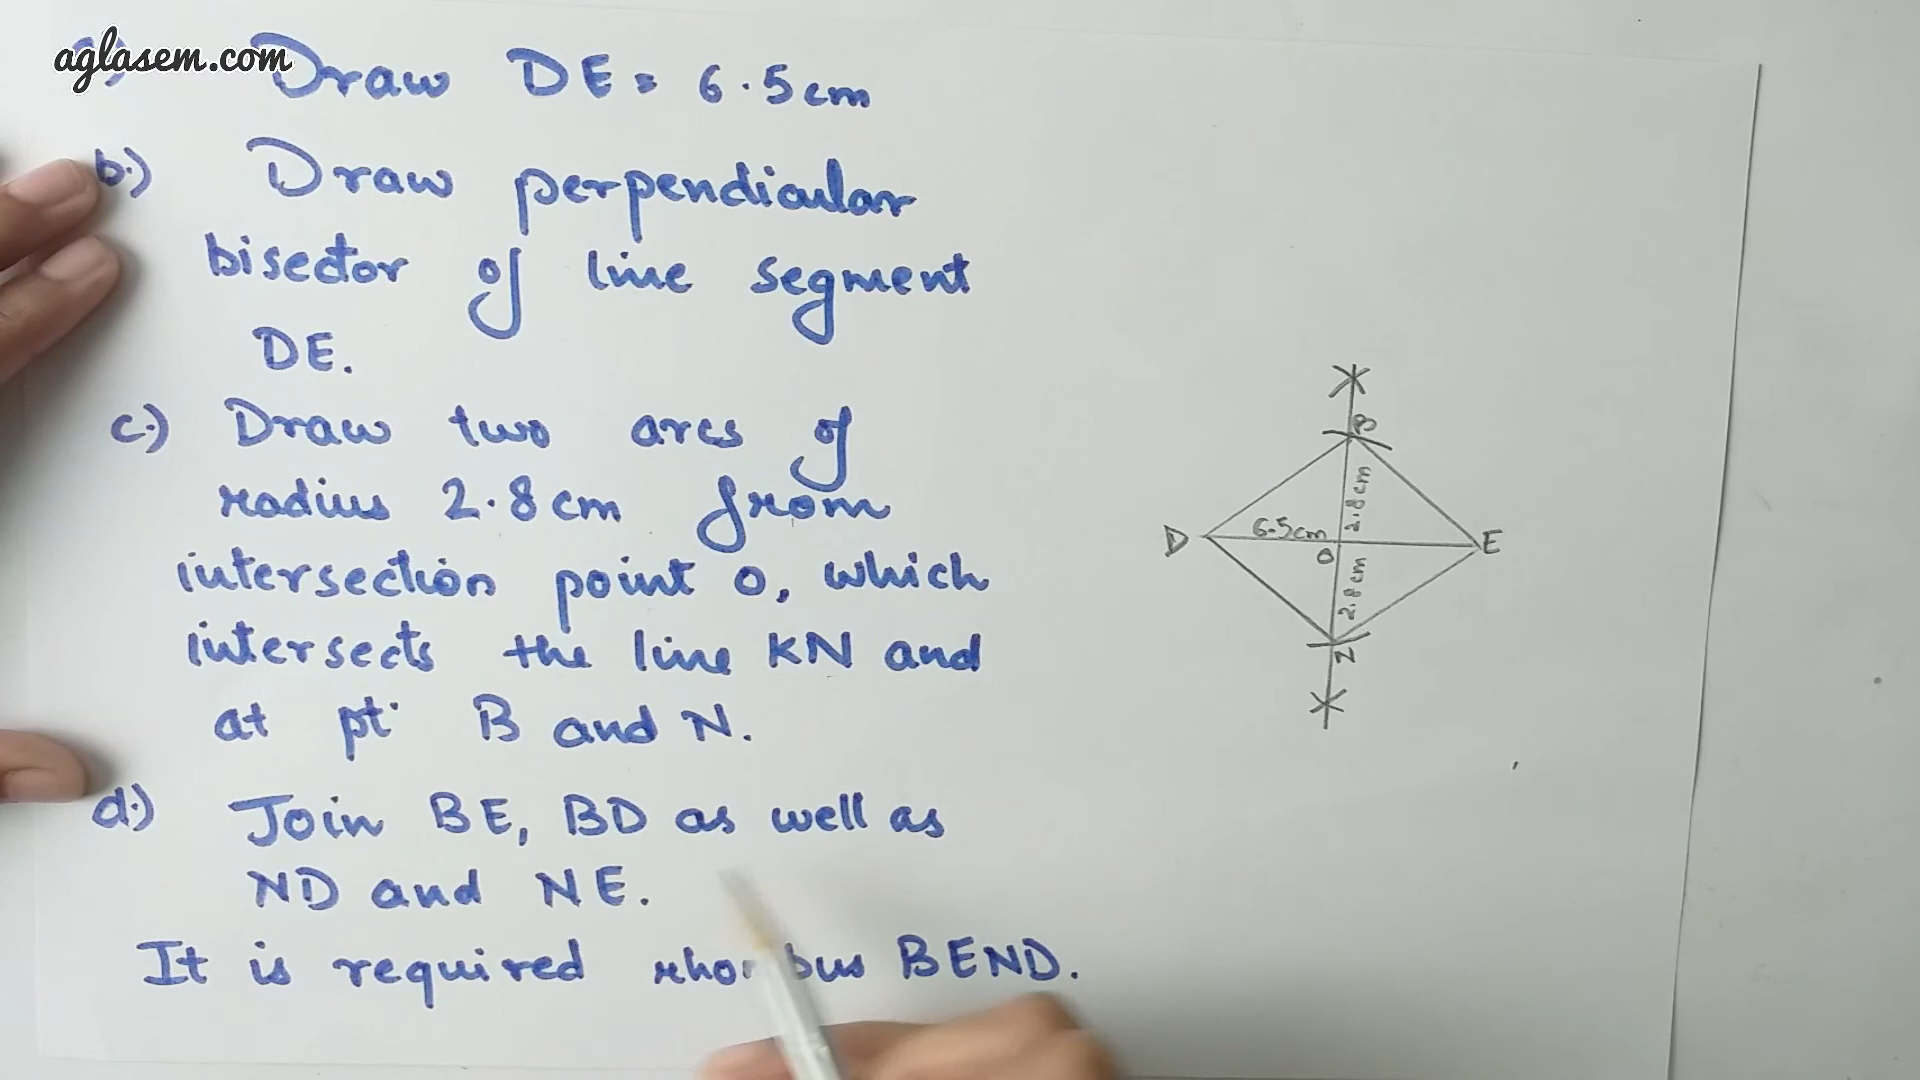 aglasem.com
Draw DE = 6.5cm
b.) Draw perpendicular
bisector of line segment
DE.
c.) Draw two arcs of
radius 2.8cm from
intersection point O, which
intersects the line KN and
at pt. B and N.
d.) Join BE, BD as well as
ND and NE.
It is required rhombus BEND.
B
2.8cm
D 6.5cm E
O
2.8cm
N